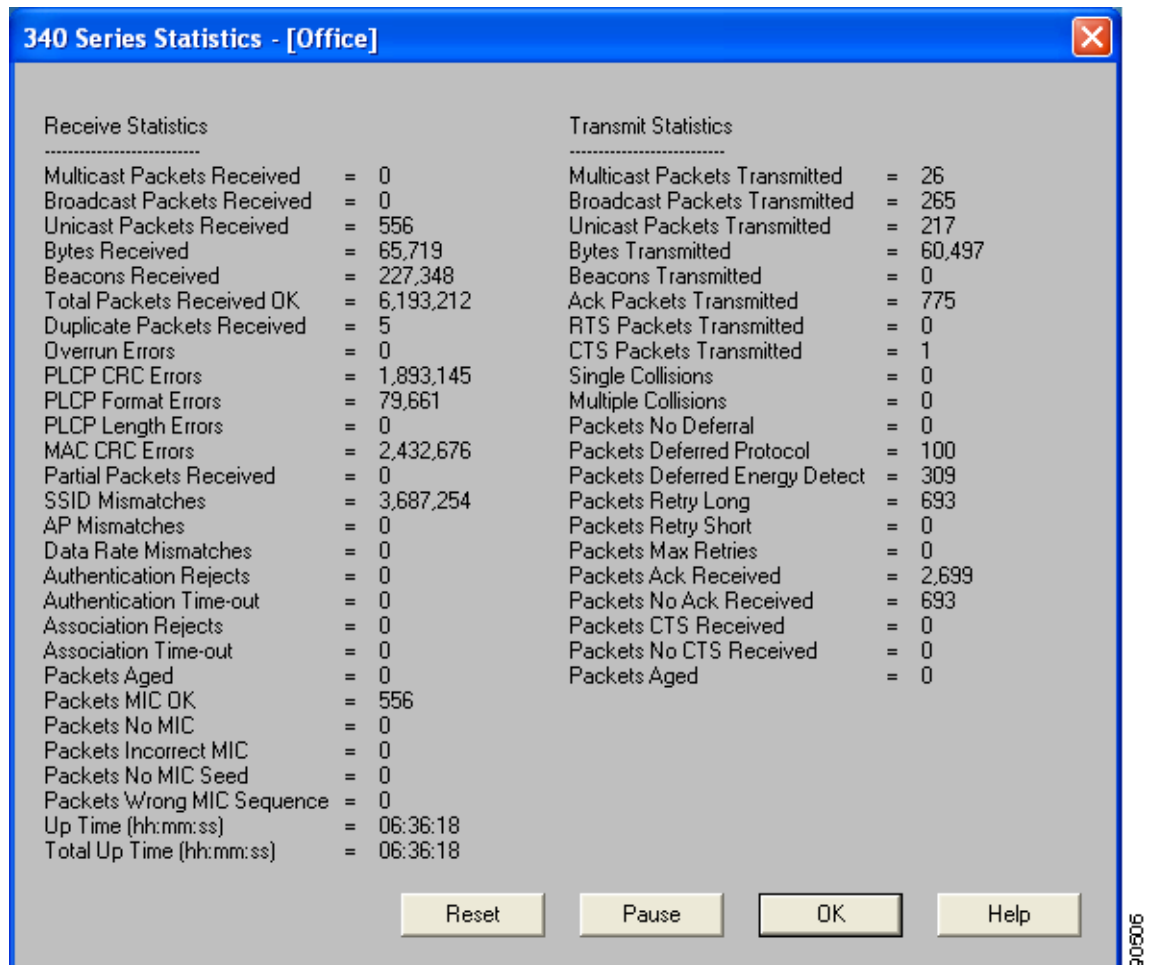 340 Series Statistics - [Office]
Receive Statistics
---------------------------
Multicast Packets Received = 0
Broadcast Packets Received = 0
Unicast Packets Received = 556
Bytes Received = 65,719
Beacons Received = 227,348
Total Packets Received OK = 6,193,212
Duplicate Packets Received = 5
Overrun Errors = 0
PLCP CRC Errors = 1,893,145
PLCP Format Errors = 79,661
PLCP Length Errors = 0
MAC CRC Errors = 2,432,676
Partial Packets Received = 0
SSID Mismatches = 3,687,254
AP Mismatches = 0
Data Rate Mismatches = 0
Authentication Rejects = 0
Authentication Time-out = 0
Association Rejects = 0
Association Time-out = 0
Packets Aged = 0
Packets MIC OK = 556
Packets No MIC = 0
Packets Incorrect MIC = 0
Packets No MIC Seed = 0
Packets Wrong MIC Sequence = 0
Up Time (hh:mm:ss) = 06:36:18
Total Up Time (hh:mm:ss) = 06:36:18
Transmit Statistics
---------------------------
Multicast Packets Transmitted = 26
Broadcast Packets Transmitted = 265
Unicast Packets Transmitted = 217
Bytes Transmitted = 60,497
Beacons Transmitted = 0
Ack Packets Transmitted = 775
RTS Packets Transmitted = 0
CTS Packets Transmitted = 1
Single Collisions = 0
Multiple Collisions = 0
Packets No Deferral = 0
Packets Deferred Protocol = 100
Packets Deferred Energy Detect = 309
Packets Retry Long = 693
Packets Retry Short = 0
Packets Max Retries = 0
Packets Ack Received = 2,699
Packets No Ack Received = 693
Packets CTS Received = 0
Packets No CTS Received = 0
Packets Aged = 0
Reset
Pause
OK
Help
90606